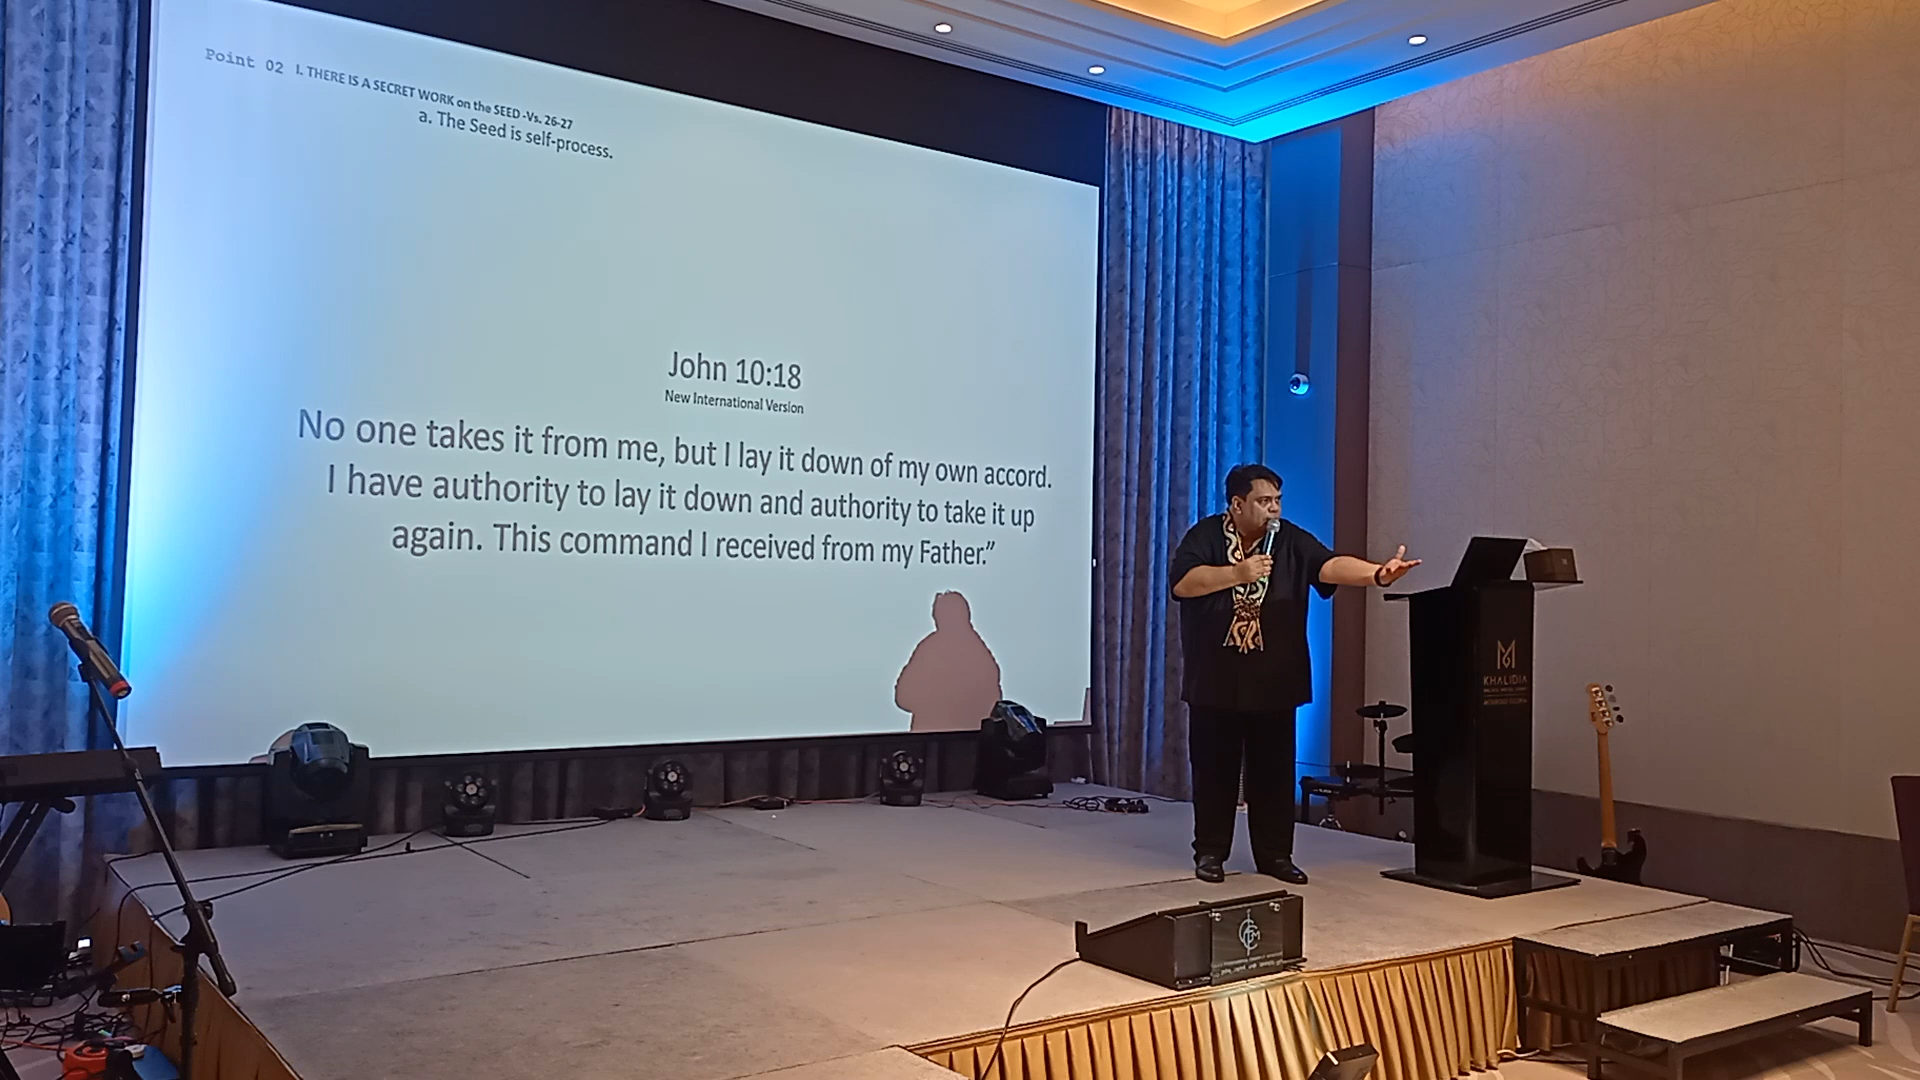 Point 02 I. THERE IS A SECRET WORK on the SEED -Vs. 26-27
a. The Seed is self-process.
John 10:18
New International Version
No one takes it from me, but I lay it down of my own accord.
I have authority to lay it down and authority to take it up
again. This command I received from my Father.”
M
KHALIDIA